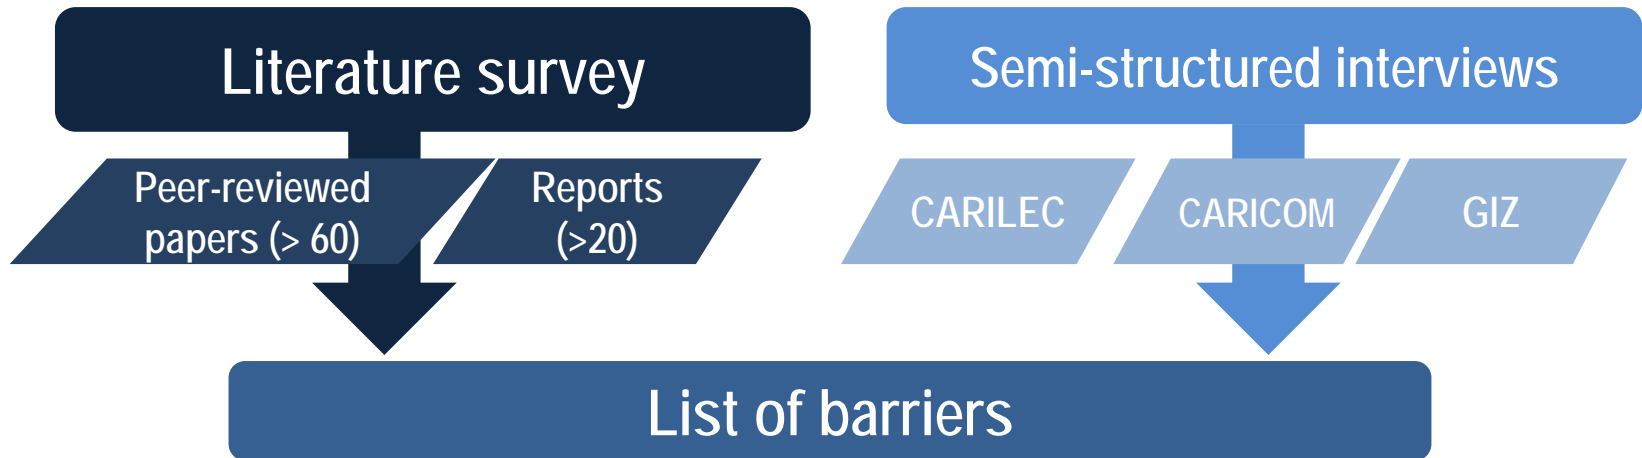 Literature survey
Semi-structured interviews
Peer-reviewed
papers (> 60)
Reports
(>20)
CARILEC
CARICOM
GIZ
List of barriers